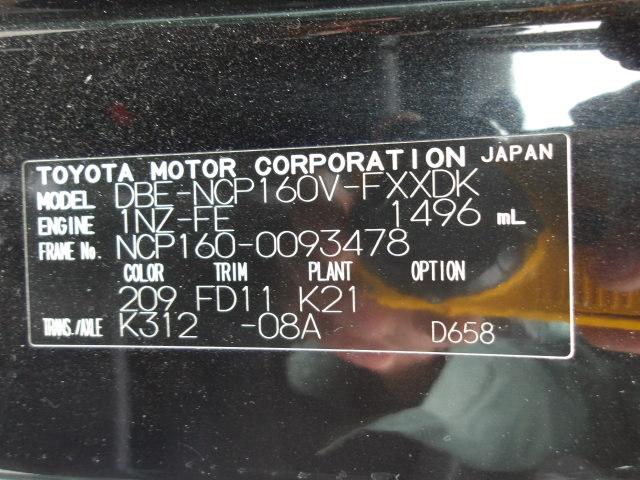 TOYOTA MOTOR CORPORATION JAPAN
MODEL DBE-NCP160V-FXXDK
ENGINE 1NZ-FE 1496 mL
FRAME No. NCP160-0093478
COLOR TRIM PLANT OPTION
209 FD11 K21
TRANS./AXLE K312 -08A D658